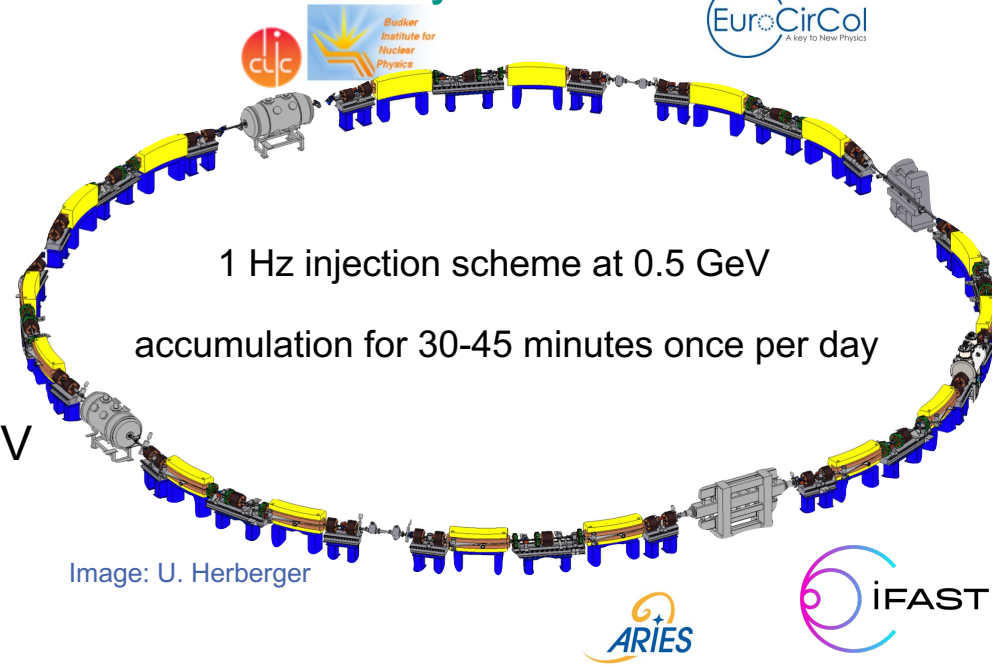 clic
Budker
Institute for
Nuclear
Physics
EuroCirCol
A key to New Physics
1 Hz injection scheme at 0.5 GeV
accumulation for 30-45 minutes once per day
V
Image: U. Herberger
ARIES
iFAST